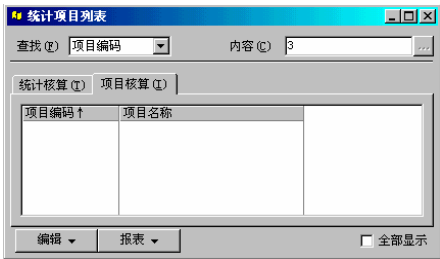 统计项目列表
查找(F) 项目编码 内容(C) 3 ...
统计核算(T) 项目核算(I)
项目编码↑ 项目名称
编辑 报表 全部显示